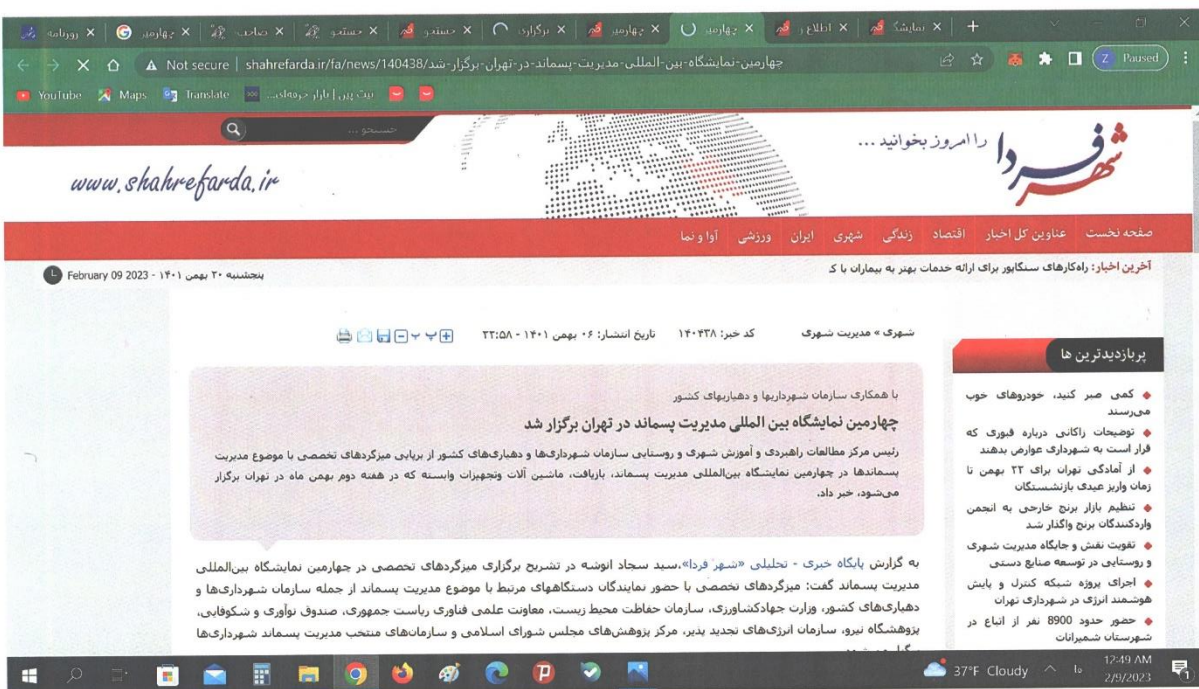 روزنامه
چهارمیر
صاحب
جستجو
جستجو
برگزاری
چهارمیر
چهارمیر
اطلاع ر
نمایشگ
Not secure | shahrefarda.ir/fa/news/140438/چهارمین-نمایشگاه-بین-المللی-مدیریت-پسماند-در-تهران-برگزار-شد
Paused
YouTube Maps Translate
جستجو ...
را امروز بخوانید ...
شهر فردا
www.shahrefarda.ir
صفحه نخست عناوین کل اخبار اقتصاد زندگی شهری ایران ورزشی آوا و نما
آخرین اخبار: راه‌کارهای سنگاپور برای ارائه خدمات بهتر به بیماران با ک
پنجشنبه ۲۰ بهمن ۱۴۰۱ - February 09 2023
شهری » مدیریت شهری کد خبر: ۱۴۰۴۳۸ تاریخ انتشار: ۰۶ بهمن ۱۴۰۱ - ۲۲:۵۸
با همکاری سازمان شهرداریها و دهیاریهای کشور
چهارمین نمایشگاه بین المللی مدیریت پسماند در تهران برگزار شد
رئیس مرکز مطالعات راهبردی و آموزش شهری و روستایی سازمان شهرداری‌ها و دهیاری‌های کشور از برپایی میزگردهای تخصصی با موضوع مدیریت
پسماندها در چهارمین نمایشگاه بین‌المللی مدیریت پسماند، بازیافت، ماشین آلات وتجهیزات وابسته که در هفته دوم بهمن ماه در تهران برگزار
می‌شود، خبر داد.
به گزارش پایگاه خبری - تحلیلی «شهر فردا»،سید سجاد انوشه در تشریح برگزاری میزگردهای تخصصی در چهارمین نمایشگاه بین‌المللی
مدیریت پسماند گفت: میزگردهای تخصصی با حضور نمایندگان دستگاههای مرتبط با موضوع مدیریت پسماند از جمله سازمان شهرداری‌ها و
دهیاری‌های کشور، وزارت جهادکشاورزی، سازمان حفاظت محیط زیست، معاونت علمی فناوری ریاست جمهوری، صندوق نوآوری و شکوفایی،
پژوهشگاه نیرو، سازمان انرژی‌های تجدید پذیر، مرکز پژوهش‌های مجلس شورای اسلامی و سازمان‌های منتخب مدیریت پسماند شهرداری‌ها
پربازدیدترین ها
کمی صبر کنید، خودروهای خوب
می‌رسند
توضیحات زاکانی درباره قبوری که
قرار است به شهرداری عوارض بدهند
از آمادگی تهران برای ۲۲ بهمن تا
زمان واریز عیدی بازنشستگان
تنظیم بازار برنج خارجی به انجمن
واردکنندگان برنج واگذار شد
تقویت نقش و جایگاه مدیریت شهری
و روستایی در توسعه صنایع دستی
اجرای پروژه شبکه کنترل و پایش
هوشمند انرژی در شهرداری تهران
حضور حدود 8900 نفر از اتباع در
شهرستان شمیرانات
37°F Cloudy
12:49 AM
2/9/2023